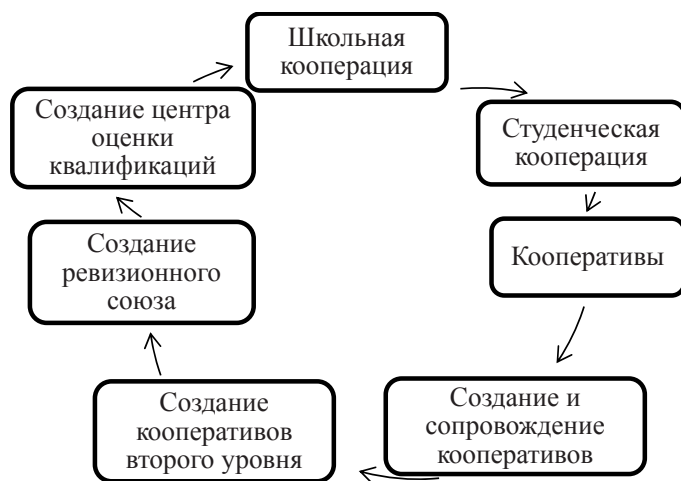 Школьная
кооперация
Студенческая
кооперация
Кооперативы
Создание и
сопровождение
кооперативов
Создание
кооперативов
второго уровня
Создание
ревизионного
союза
Создание центра
оценки
квалификаций